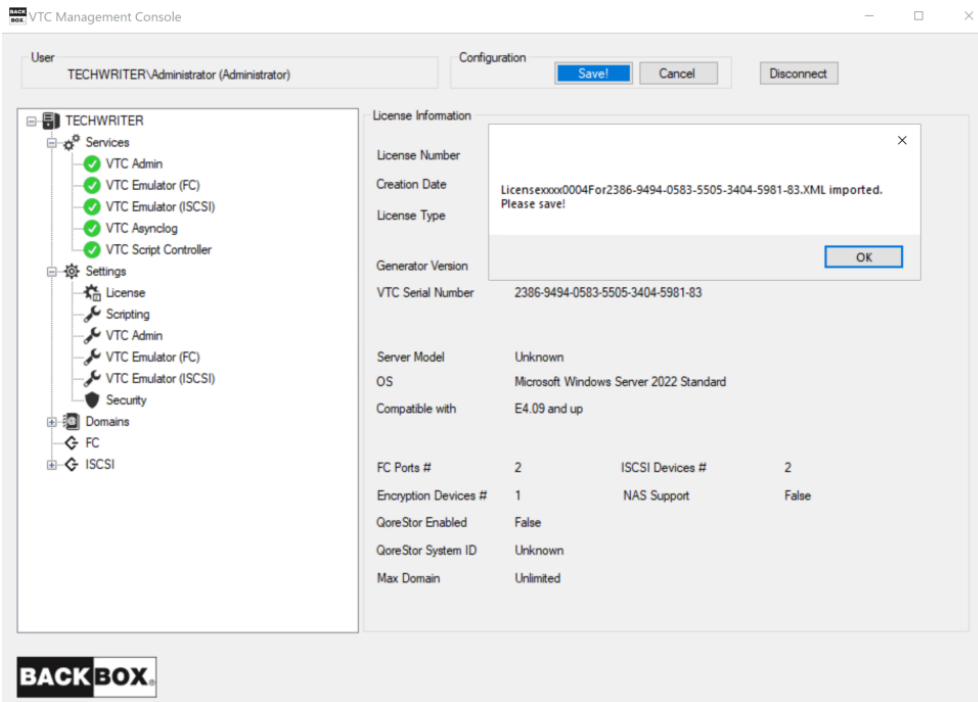 BACK
BOX.
VTC Management Console
User
TECHWRITER\Administrator (Administrator)
Configuration
Save!
Cancel
Disconnect
TECHWRITER
Services
VTC Admin
VTC Emulator (FC)
VTC Emulator (ISCSI)
VTC Asynclog
VTC Script Controller
Settings
License
Scripting
VTC Admin
VTC Emulator (FC)
VTC Emulator (ISCSI)
Security
Domains
FC
ISCSI
License Information
License Number
Creation Date
License Type
Licensexxxx0004For2386-9494-0583-5505-3404-5981-83.XML imported.
Please save!
OK
Generator Version
VTC Serial Number 2386-9494-0583-5505-3404-5981-83
Server Model Unknown
OS Microsoft Windows Server 2022 Standard
Compatible with E4.09 and up
FC Ports # 2 ISCSI Devices # 2
Encryption Devices # 1 NAS Support False
QoreStor Enabled False
QoreStor System ID Unknown
Max Domain Unlimited
BACKBOX®